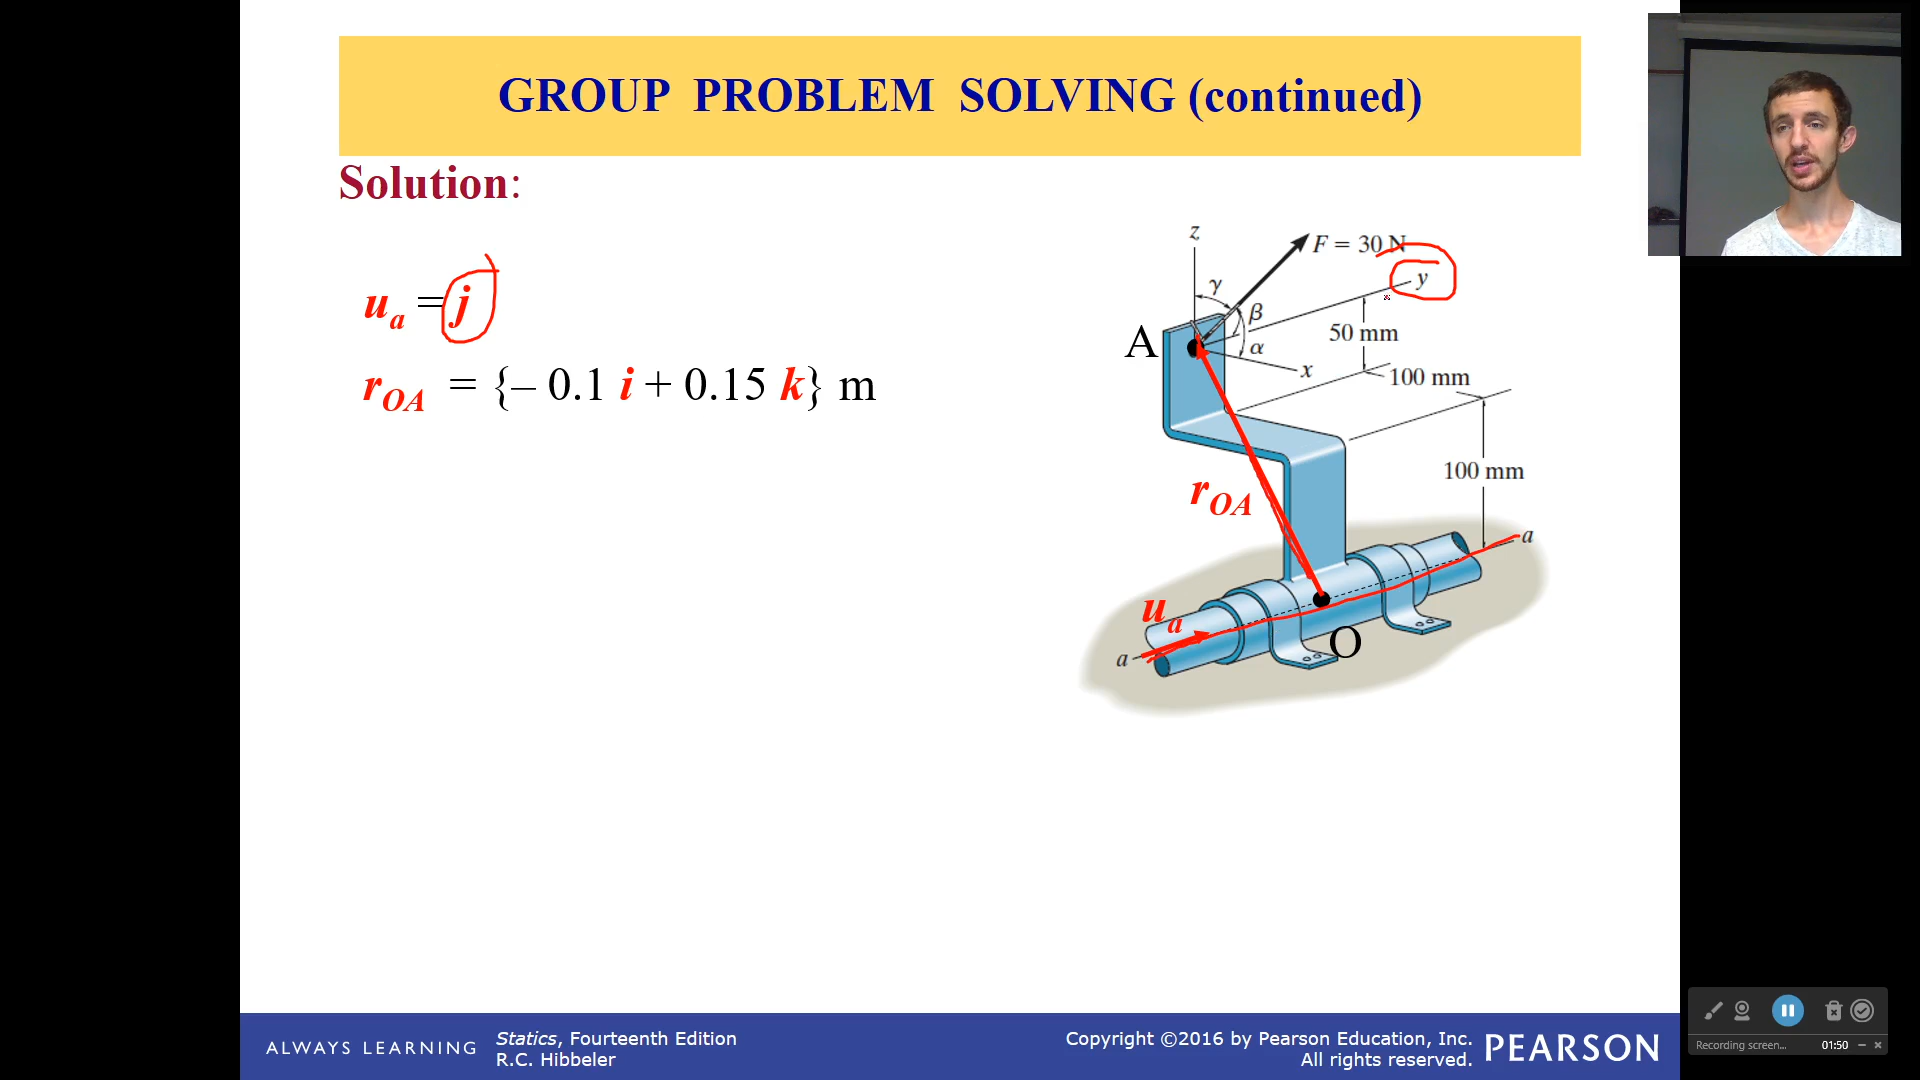 GROUP PROBLEM SOLVING (continued)
Solution:
u_a = j
r_OA = {– 0.1 i + 0.15 k} m
z
F = 30 N
y
γ
β
A
50 mm
α
x
100 mm
100 mm
r_OA
a
u_a
O
a
ALWAYS LEARNING
Statics, Fourteenth Edition
R.C. Hibbeler
Copyright ©2016 by Pearson Education, Inc.
All rights reserved.
PEARSON
Recording screen... 01:50